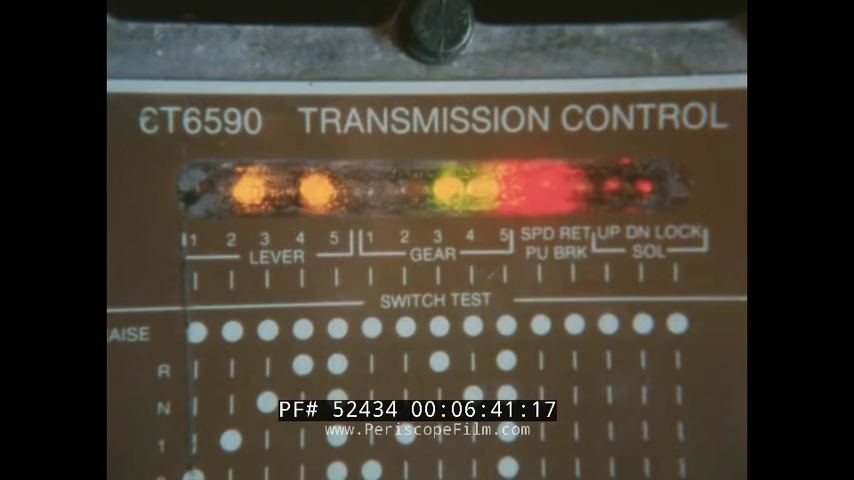 ЄT6590 TRANSMISSION CONTROL
1 2 3 4 5 1 2 3 4 5 SPD RET UP DN LOCK
LEVER GEAR PU BRK SOL
SWITCH TEST
AISE
R
N
PF# 52434 00:06:41:17
www.PeriscopeFilm.com
1